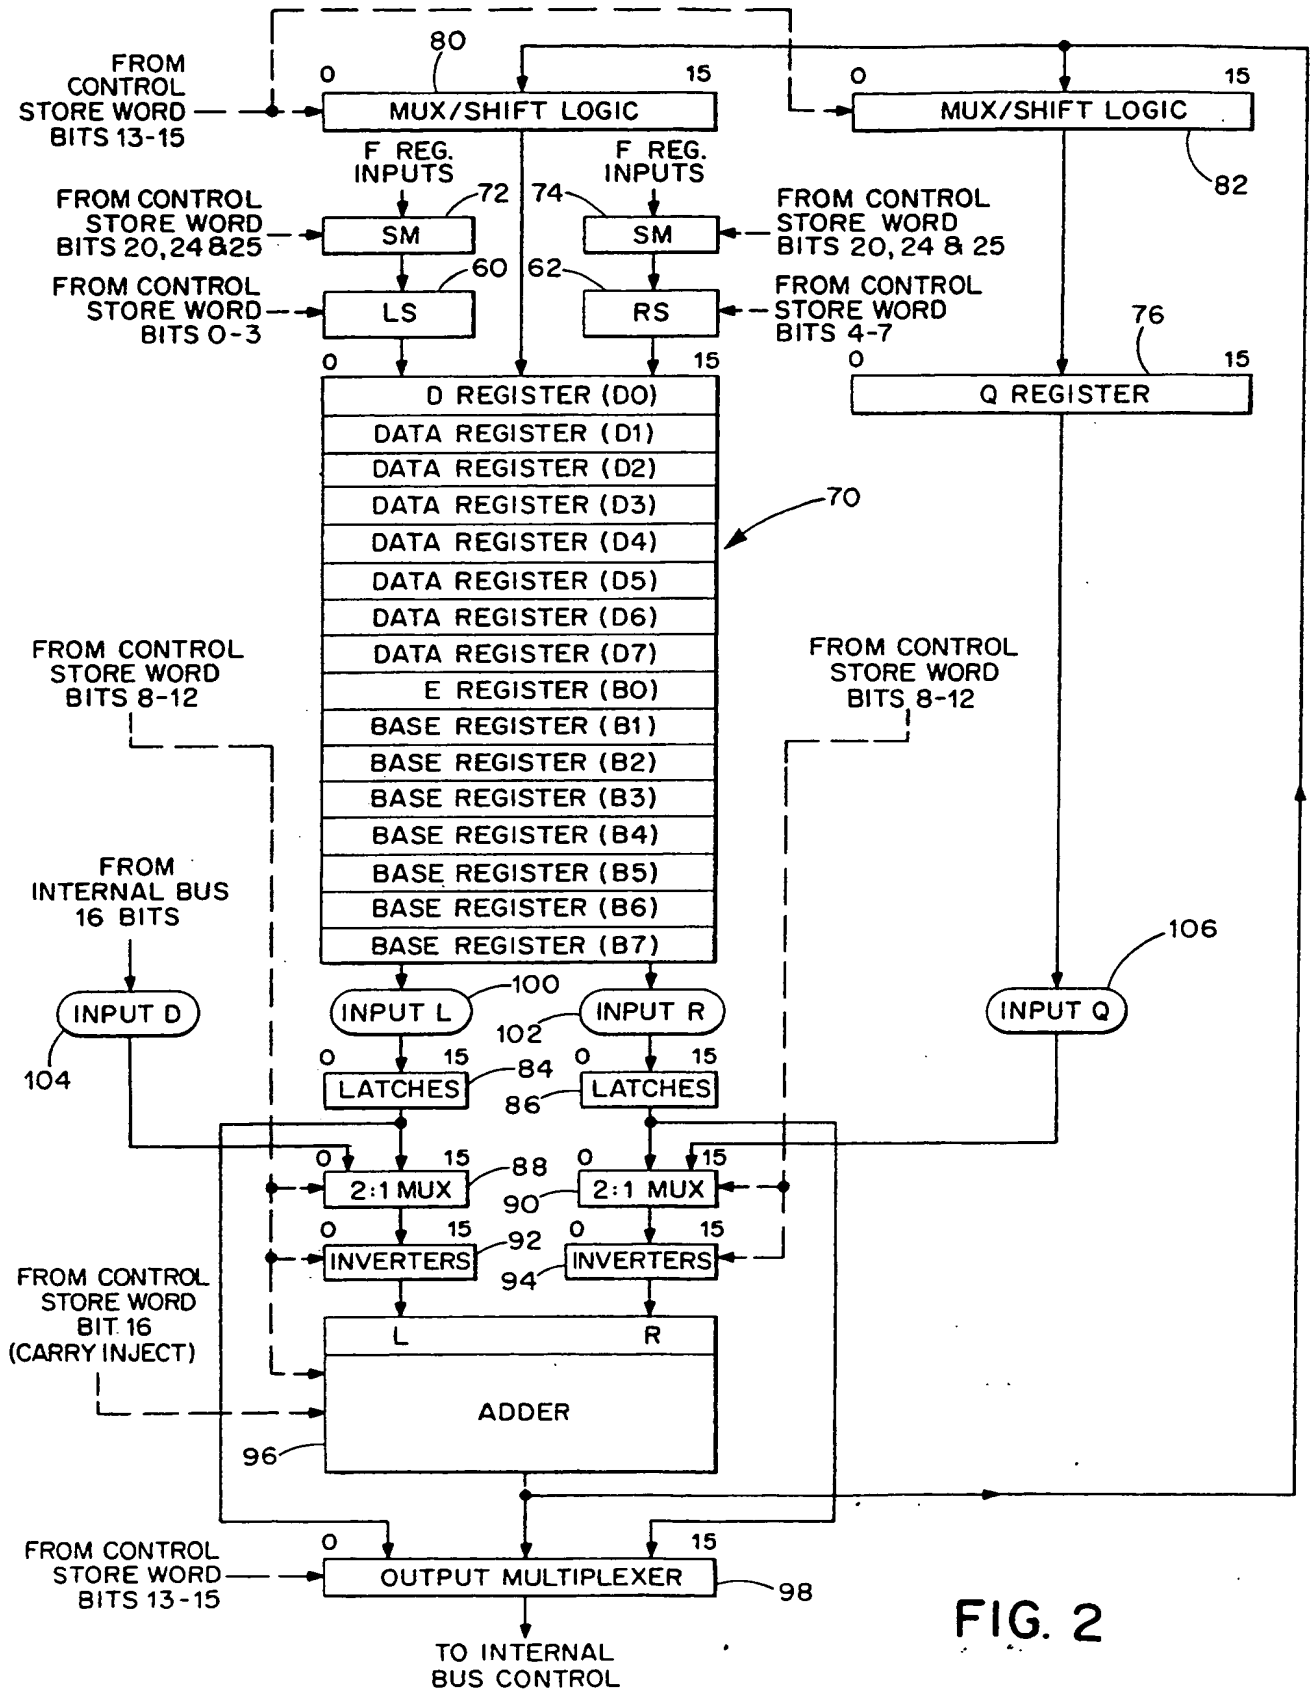 80
0
15
0
15
FROM
CONTROL
STORE WORD
BITS 13-15
MUX/SHIFT LOGIC
MUX/SHIFT LOGIC
82
F REG.
INPUTS
F REG.
INPUTS
FROM CONTROL
STORE WORD
BITS 20, 24 & 25
72
SM
74
SM
FROM CONTROL
STORE WORD
BITS 20, 24 & 25
FROM CONTROL
STORE WORD
BITS 0-3
60
LS
62
RS
FROM CONTROL
STORE WORD
BITS 4-7
76
0
15
0
15
D REGISTER (D0)
Q REGISTER
DATA REGISTER (D1)
DATA REGISTER (D2)
DATA REGISTER (D3)
DATA REGISTER (D4)
DATA REGISTER (D5)
DATA REGISTER (D6)
DATA REGISTER (D7)
E REGISTER (B0)
BASE REGISTER (B1)
BASE REGISTER (B2)
BASE REGISTER (B3)
BASE REGISTER (B4)
BASE REGISTER (B5)
BASE REGISTER (B6)
BASE REGISTER (B7)
70
FROM CONTROL
STORE WORD
BITS 8-12
FROM CONTROL
STORE WORD
BITS 8-12
FROM
INTERNAL BUS
16 BITS
INPUT D
104
INPUT L
100
INPUT R
102
INPUT Q
106
0
15
0
15
LATCHES
84
LATCHES
86
0
15
0
15
2:1 MUX
88
2:1 MUX
90
0
15
0
15
INVERTERS
92
INVERTERS
94
FROM CONTROL
STORE WORD
BIT 16
(CARRY INJECT)
L
R
ADDER
96
0
15
FROM CONTROL
STORE WORD
BITS 13-15
OUTPUT MULTIPLEXER
98
TO INTERNAL
BUS CONTROL
FIG. 2